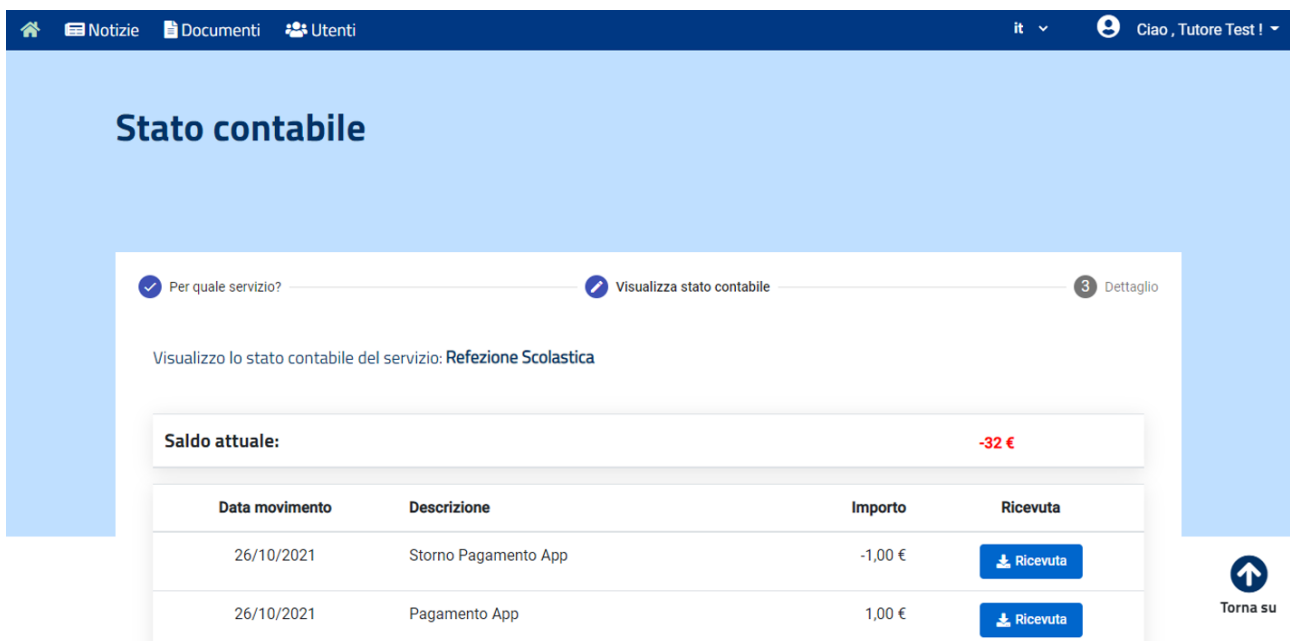 Notizie Documenti Utenti it Ciao , Tutore Test !
Stato contabile
Per quale servizio? Visualizza stato contabile 3 Dettaglio
Visualizzo lo stato contabile del servizio: Refezione Scolastica
Saldo attuale: -32 €
Data movimento Descrizione Importo Ricevuta
26/10/2021 Storno Pagamento App -1,00 € Ricevuta
26/10/2021 Pagamento App 1,00 € Ricevuta
Torna su